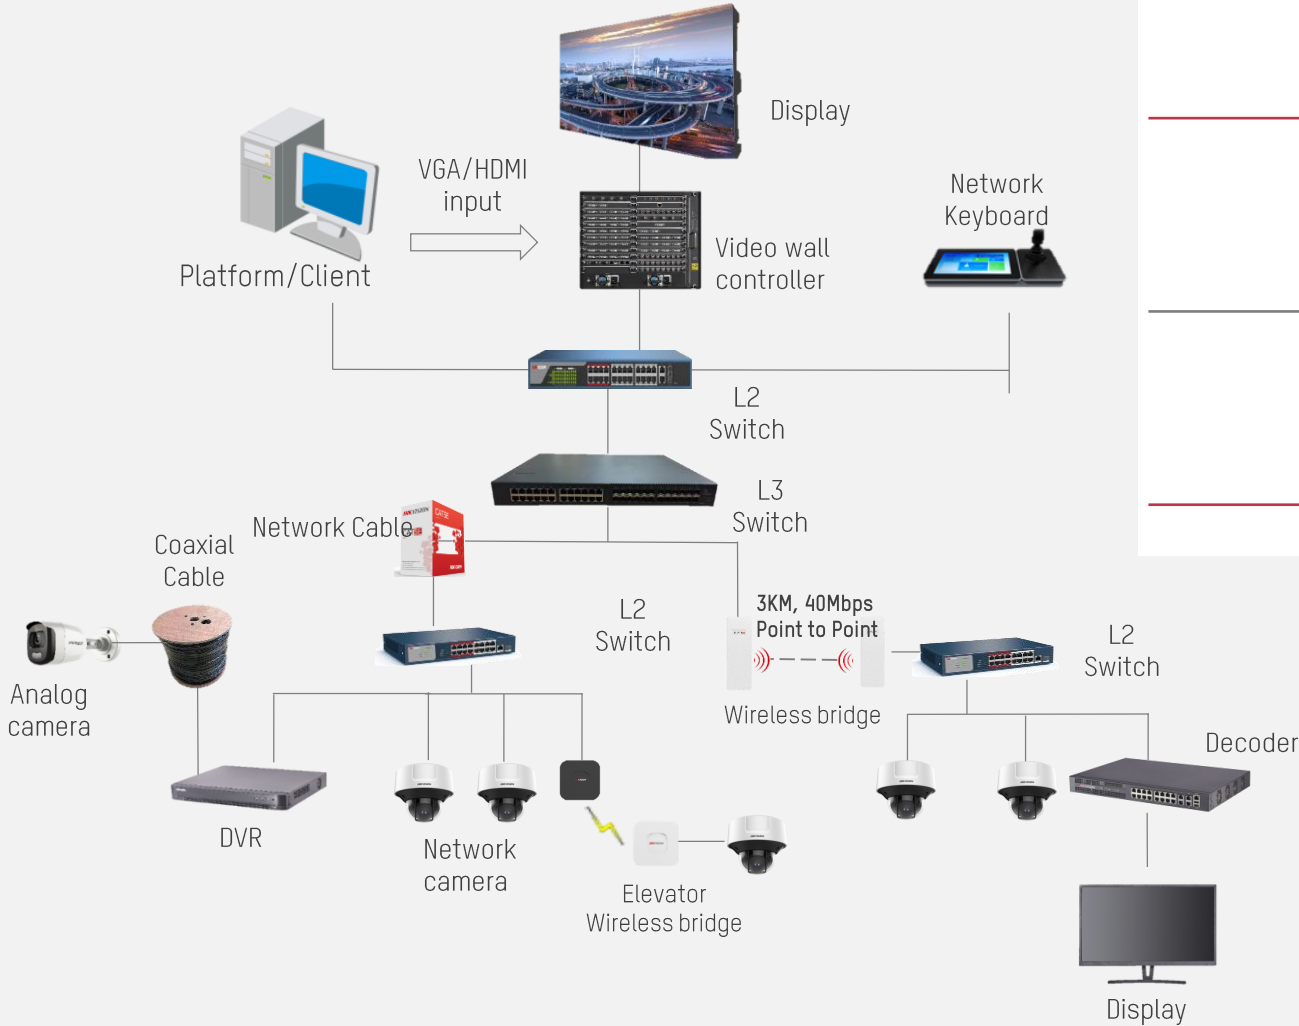 Display
VGA/HDMI
input
Network
Keyboard
Video wall
controller
Platform/Client
L2
Switch
L3
Switch
Network Cable
HIKVISION
CAT5E
Coaxial
Cable
3KM, 40Mbps
Point to Point
L2
Switch
L2
Switch
Analog
camera
Wireless bridge
Decoder
DVR
Network
camera
Elevator
Wireless bridge
Display